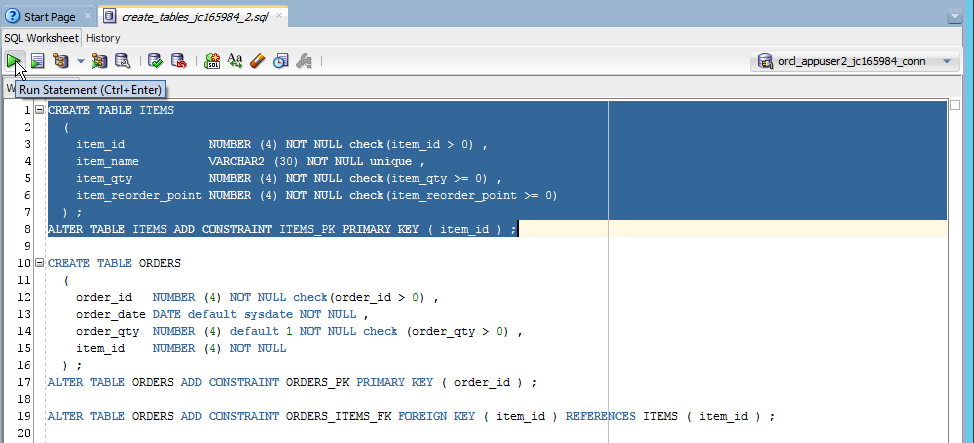 Start Page create_tables_jc165984_2.sql
SQL Worksheet History
orcl_appuser2_jc165984_conn
Run Statement (Ctrl+Enter)
1 CREATE TABLE ITEMS
2 (
3 item_id NUMBER (4) NOT NULL check(item_id > 0) ,
4 item_name VARCHAR2 (30) NOT NULL unique ,
5 item_qty NUMBER (4) NOT NULL check(item_qty >= 0) ,
6 item_reorder_point NUMBER (4) NOT NULL check(item_reorder_point >= 0)
7 ) ;
8 ALTER TABLE ITEMS ADD CONSTRAINT ITEMS_PK PRIMARY KEY ( item_id ) ;
9
10 CREATE TABLE ORDERS
11 (
12 order_id NUMBER (4) NOT NULL check(order_id > 0) ,
13 order_date DATE default sysdate NOT NULL ,
14 order_qty NUMBER (4) default 1 NOT NULL check (order_qty > 0) ,
15 item_id NUMBER (4) NOT NULL
16 ) ;
17 ALTER TABLE ORDERS ADD CONSTRAINT ORDERS_PK PRIMARY KEY ( order_id ) ;
18
19 ALTER TABLE ORDERS ADD CONSTRAINT ORDERS_ITEMS_FK FOREIGN KEY ( item_id ) REFERENCES ITEMS ( item_id ) ;
20